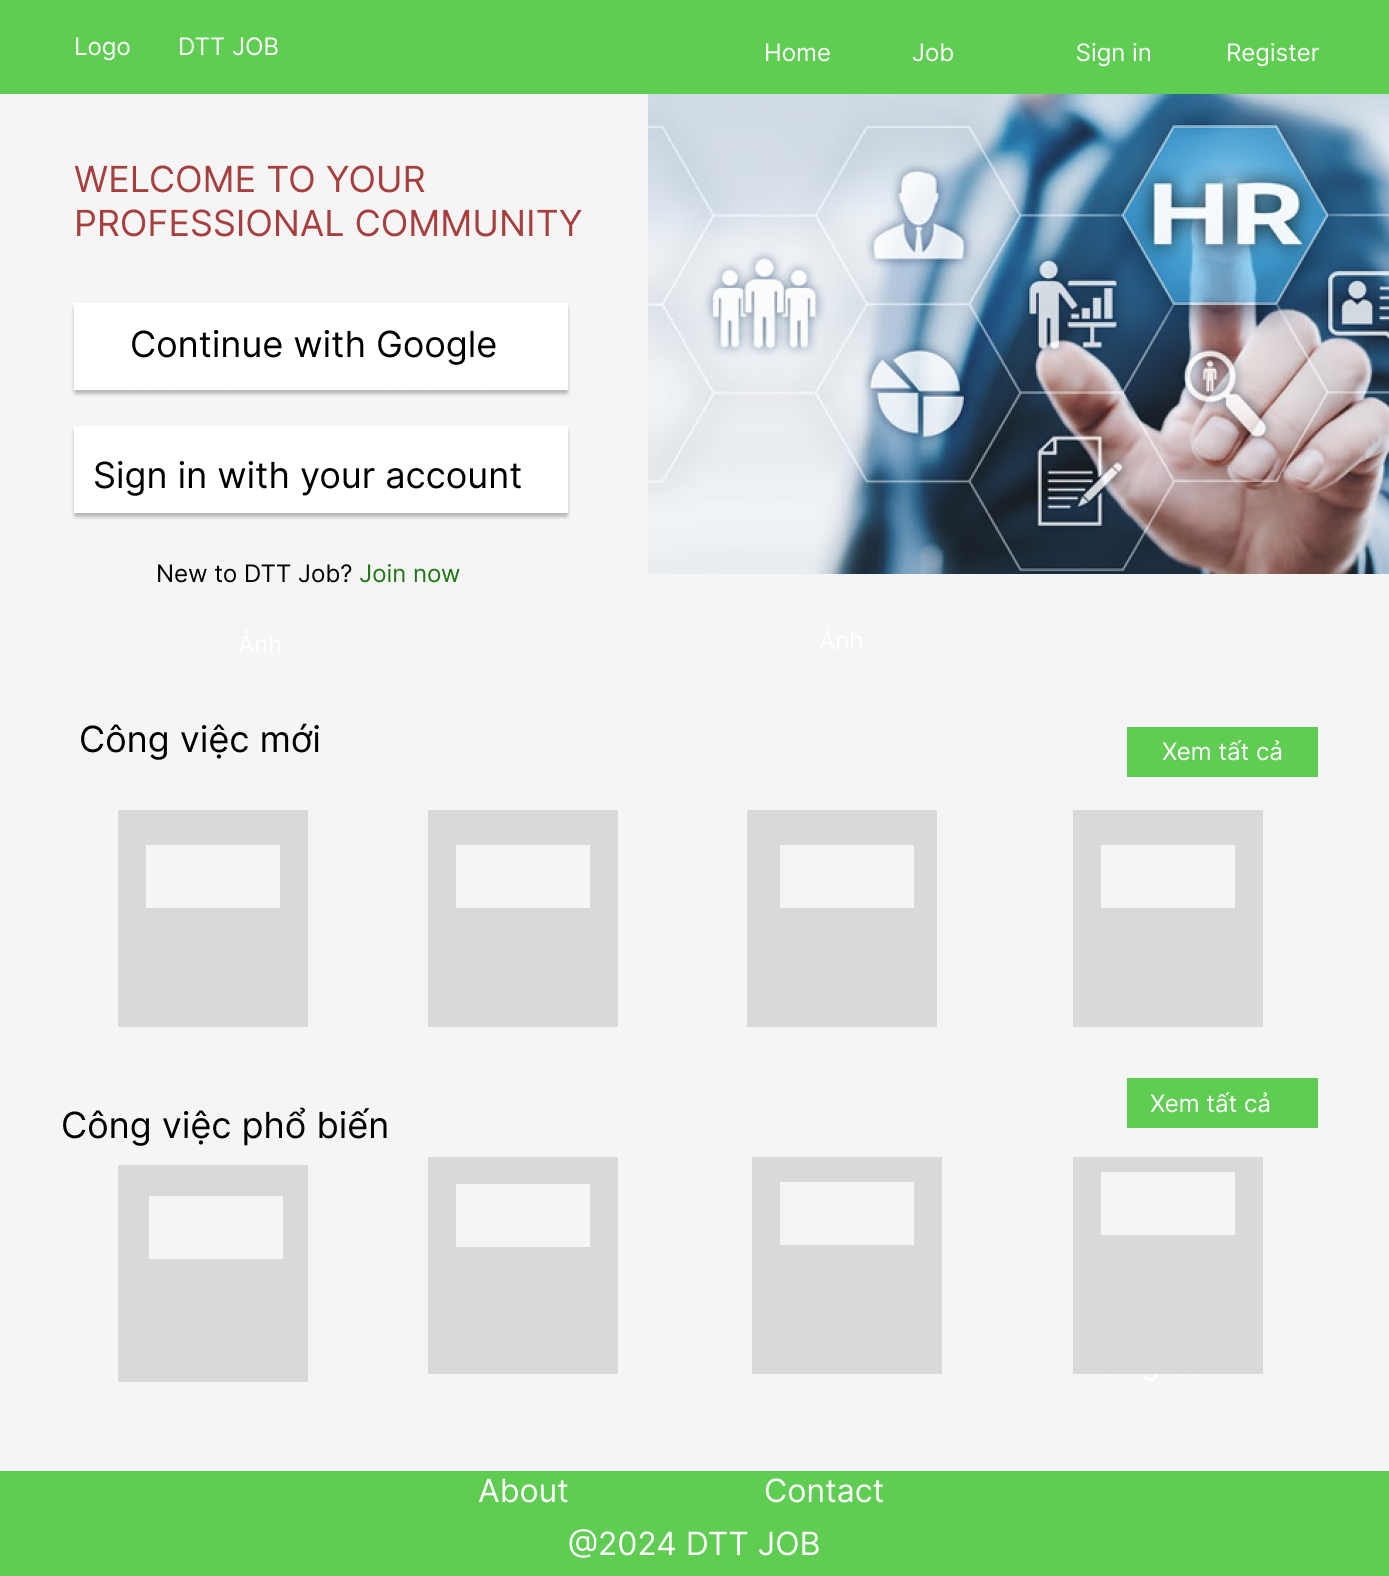 Logo DTT JOB Home Job Sign in Register
WELCOME TO YOUR
PROFESSIONAL COMMUNITY
HR
Continue with Google
Sign in with your account
New to DTT Job? Join now
Ảnh Ảnh
Công việc mới Xem tất cả
Công việc phổ biến Xem tất cả
About Contact
@2024 DTT JOB